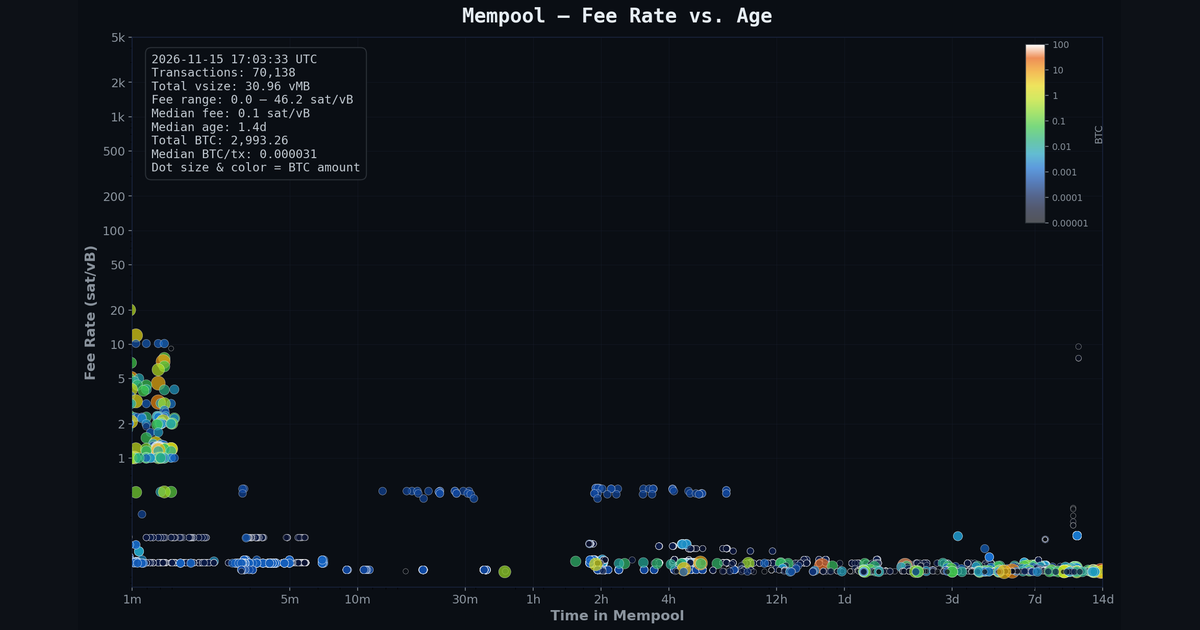 Mempool — Fee Rate vs. Age
2026-11-15 17:03:33 UTC
Transactions: 70,138
Total vsize: 30.96 vMB
Fee range: 0.0 – 46.2 sat/vB
Median fee: 0.1 sat/vB
Median age: 1.4d
Total BTC: 2,993.26
Median BTC/tx: 0.000031
Dot size & color = BTC amount
Fee Rate (sat/vB)
5k
2k
1k
500
200
100
50
20
10
5
2
1
100
10
1
0.1
0.01
0.001
0.0001
0.00001
BTC
1m
5m
10m
30m
1h
2h
4h
12h
1d
3d
7d
14d
Time in Mempool